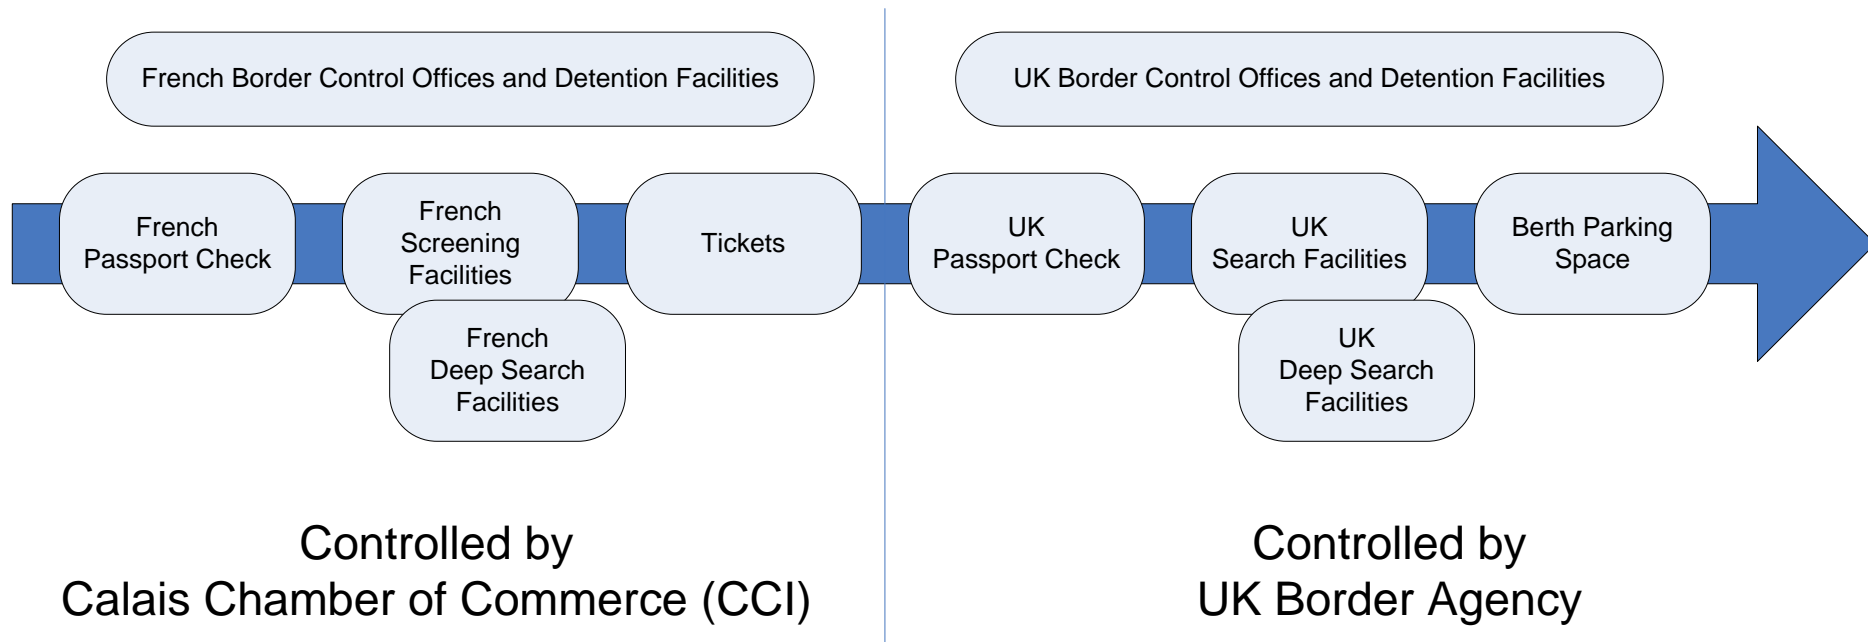 French Border Control Offices and Detention Facilities
UK Border Control Offices and Detention Facilities
French
Passport Check
French
Screening
Facilities
Tickets
UK
Passport Check
UK
Search Facilities
Berth Parking
Space
French
Deep Search
Facilities
UK
Deep Search
Facilities
Controlled by
Calais Chamber of Commerce (CCI)
Controlled by
UK Border Agency